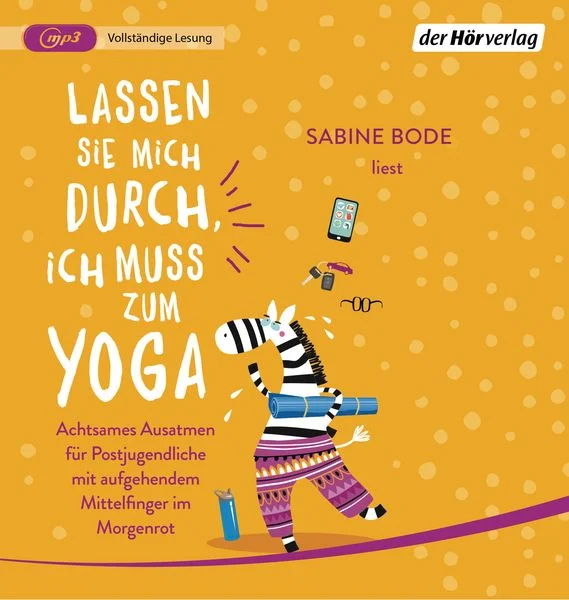 mp3 Vollständige Lesung
der Hörverlag
LASSEN
SIE MICH
DURCH,
ICH MUSS
ZUM
YOGA
SABINE BODE
liest
Achtsames Ausatmen
für Postjugendliche
mit aufgehendem
Mittelfinger im
Morgenrot